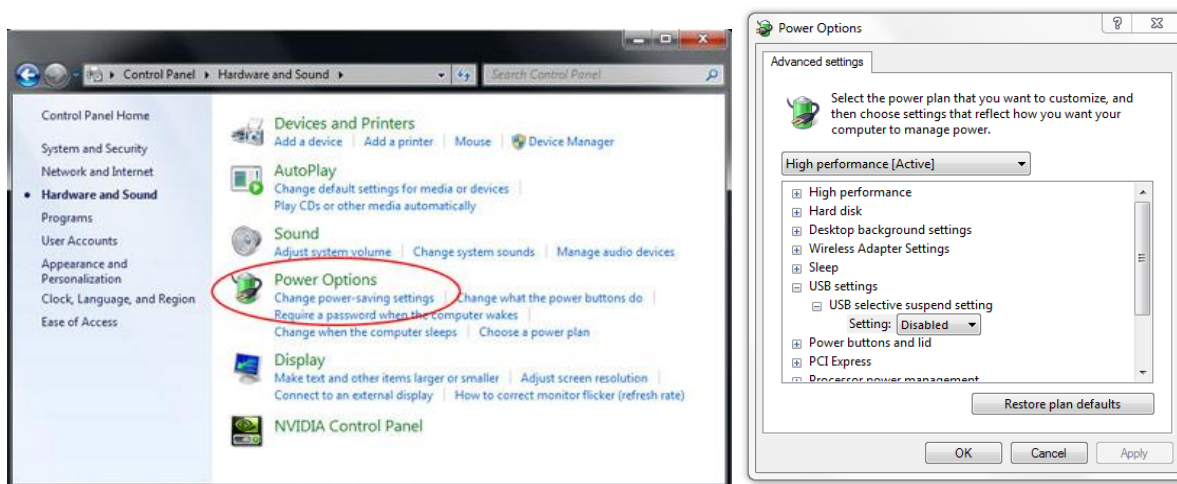 Control Panel ▸ Hardware and Sound ▸
Search Control Panel
Control Panel Home
System and Security
Network and Internet
Hardware and Sound
Programs
User Accounts
Appearance and
Personalization
Clock, Language, and Region
Ease of Access
Devices and Printers
Add a device | Add a printer | Mouse | Device Manager
AutoPlay
Change default settings for media or devices |
Play CDs or other media automatically
Sound
Adjust system volume | Change system sounds | Manage audio devices
Power Options
Change power-saving settings | Change what the power buttons do |
Require a password when the computer wakes |
Change when the computer sleeps | Choose a power plan
Display
Make text and other items larger or smaller | Adjust screen resolution |
Connect to an external display | How to correct monitor flicker (refresh rate)
NVIDIA Control Panel
Power Options
Advanced settings
Select the power plan that you want to customize, and
then choose settings that reflect how you want your
computer to manage power.
High performance [Active]
High performance
Hard disk
Desktop background settings
Wireless Adapter Settings
Sleep
USB settings
USB selective suspend setting
Setting: Disabled
Power buttons and lid
PCI Express
Processor power management
Restore plan defaults
OK Cancel Apply